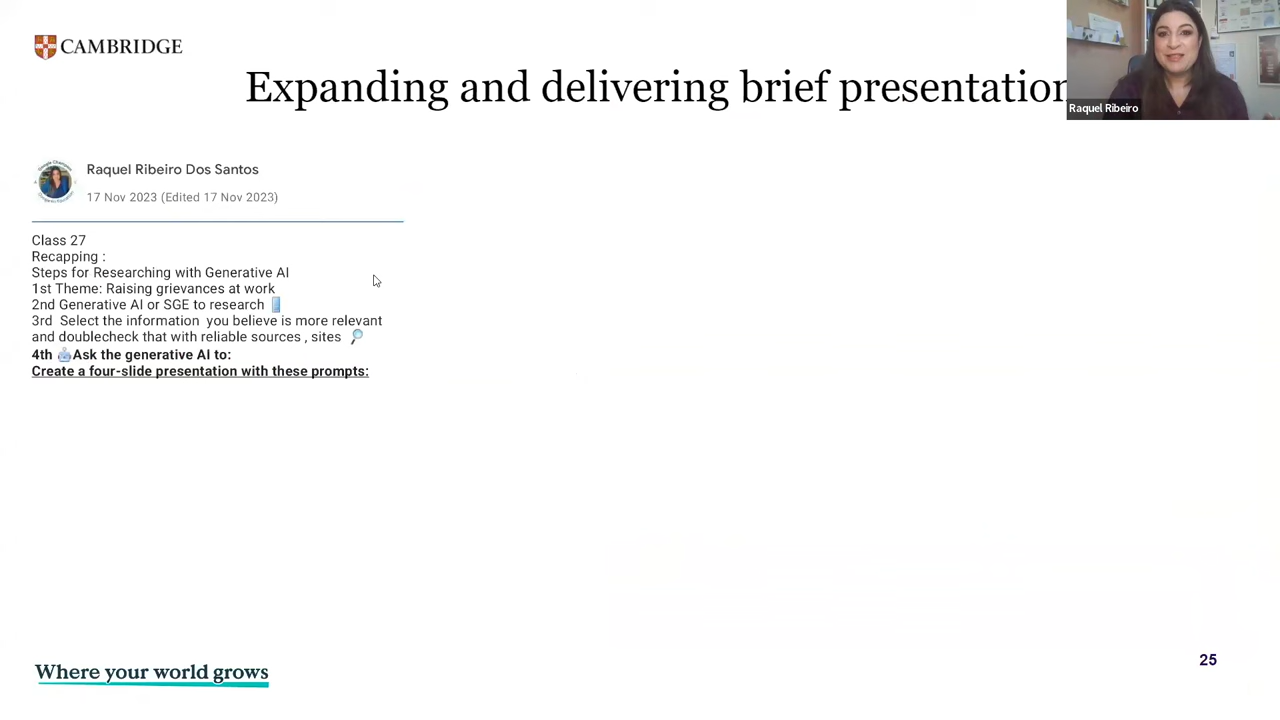 CAMBRIDGE
Expanding and delivering brief presentation
Raquel Ribeiro
Raquel Ribeiro Dos Santos
17 Nov 2023 (Edited 17 Nov 2023)
Class 27
Recapping :
Steps for Researching with Generative AI
1st Theme: Raising grievances at work
2nd Generative AI or SGE to research
3rd Select the information you believe is more relevant
and doublecheck that with reliable sources , sites
4th Ask the generative AI to:
Create a four-slide presentation with these prompts:
Where your world grows
25